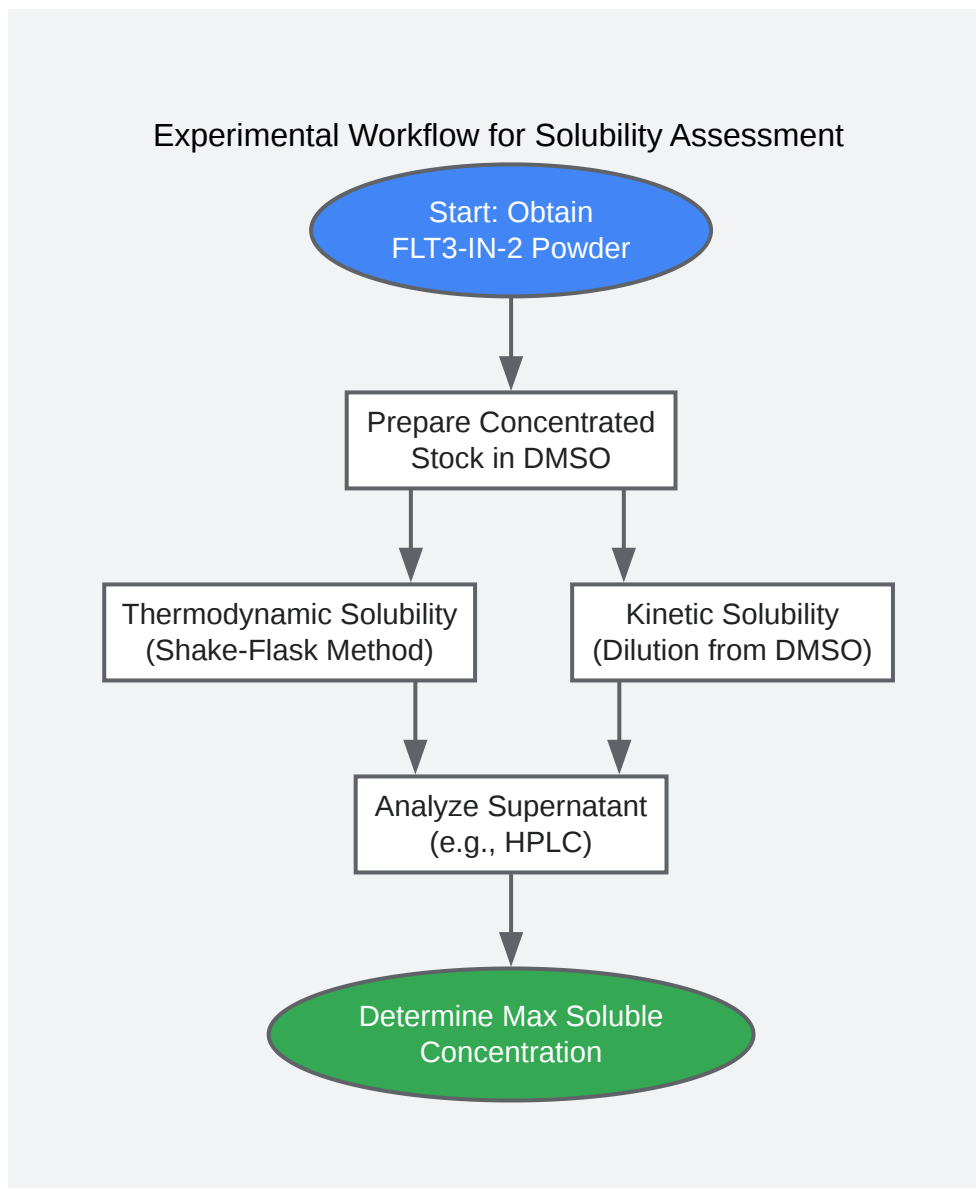 Experimental Workflow for Solubility Assessment
Start: Obtain
FLT3-IN-2 Powder
Prepare Concentrated
Stock in DMSO
Thermodynamic Solubility
(Shake-Flask Method)
Kinetic Solubility
(Dilution from DMSO)
Analyze Supernatant
(e.g., HPLC)
Determine Max Soluble
Concentration